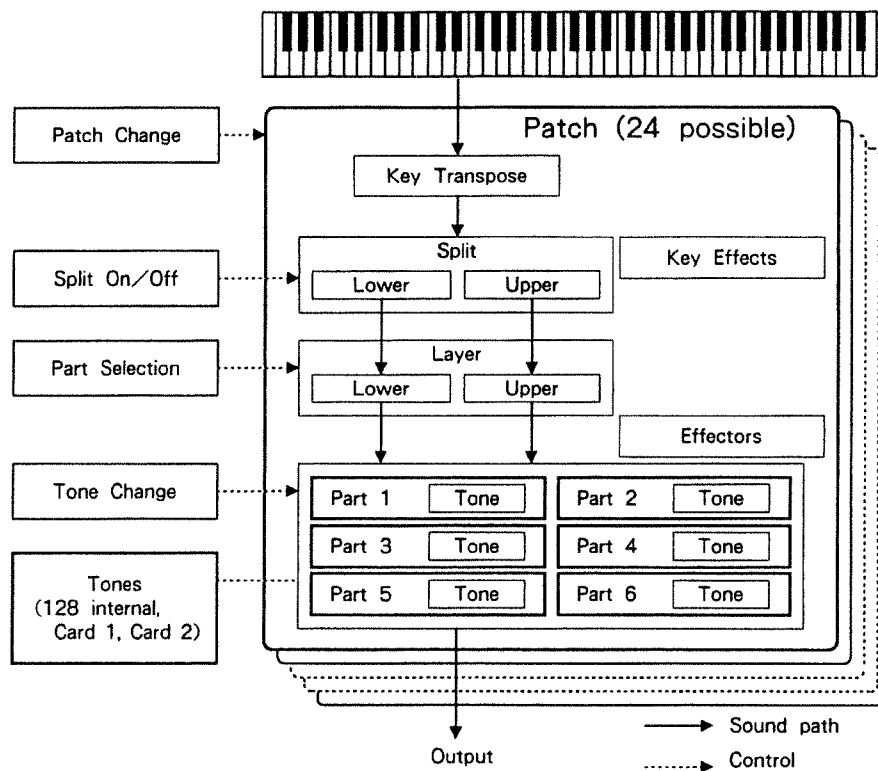 Patch (24 possible)
Patch Change
Key Transpose
Split
Key Effects
Split On/Off
Lower
Upper
Layer
Part Selection
Lower
Upper
Effectors
Tone Change
Part 1 Tone
Part 2 Tone
Part 3 Tone
Part 4 Tone
Tones
(128 internal,
Card 1, Card 2)
Part 5 Tone
Part 6 Tone
Sound path
Output
Control